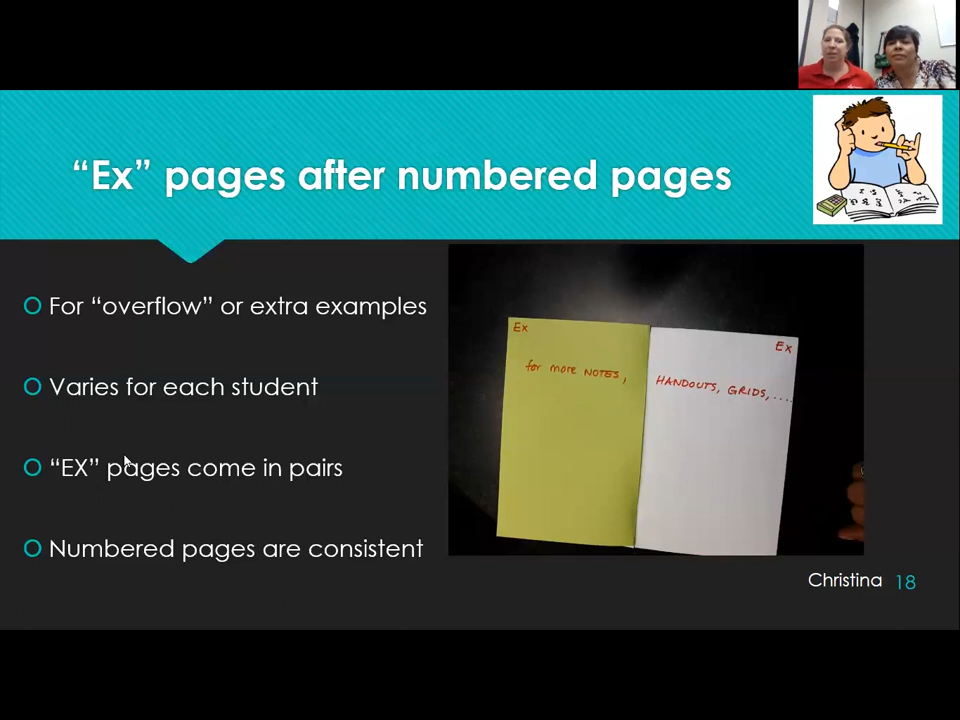 “Ex” pages after numbered pages
For “overflow” or extra examples
Varies for each student
“EX” pages come in pairs
Numbered pages are consistent
Ex
for more NOTES,
Ex
HANDOUTS, GRIDS, ....
Christina 18